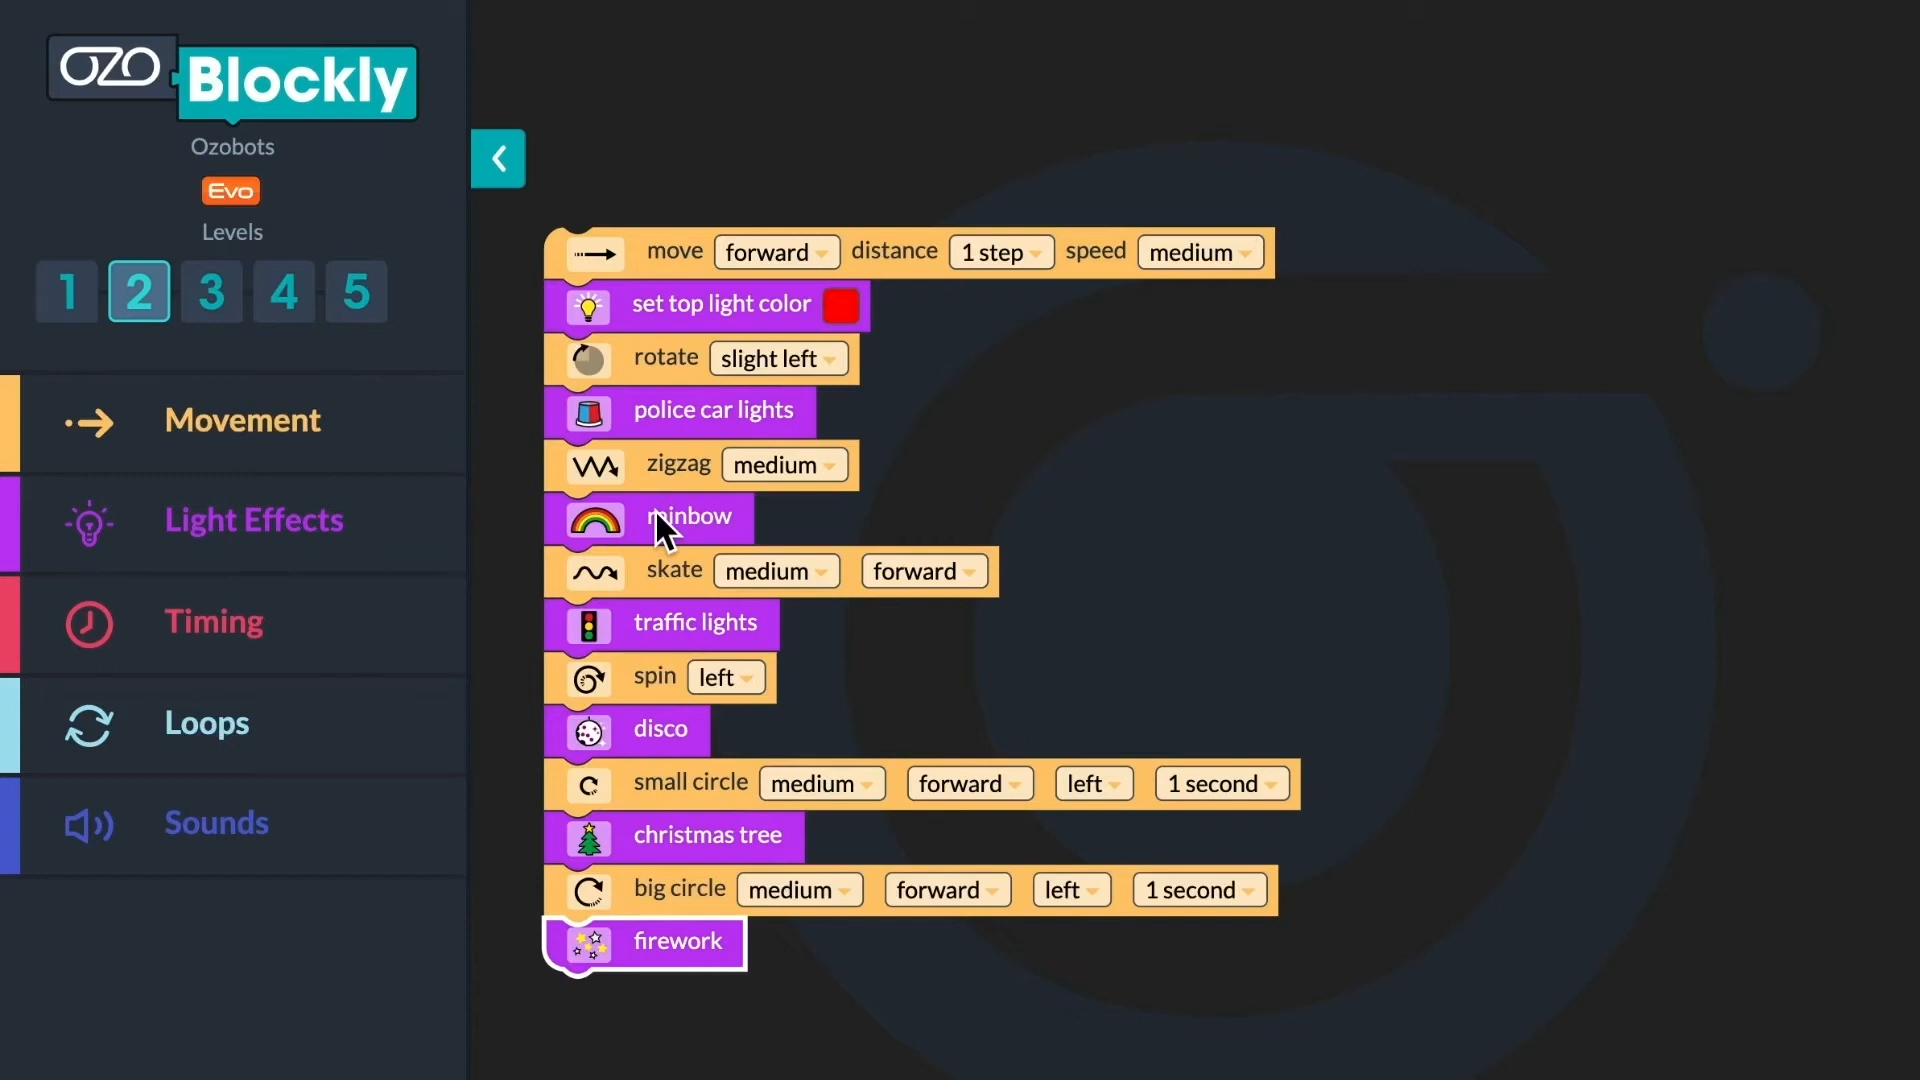 OZO Blockly
Ozobots
Evo
Levels
1 2 3 4 5
Movement
Light Effects
Timing
Loops
Sounds
move forward distance 1 step speed medium
set top light color
rotate slight left
police car lights
zigzag medium
rainbow
skate medium forward
traffic lights
spin left
disco
small circle medium forward left 1 second
christmas tree
big circle medium forward left 1 second
firework